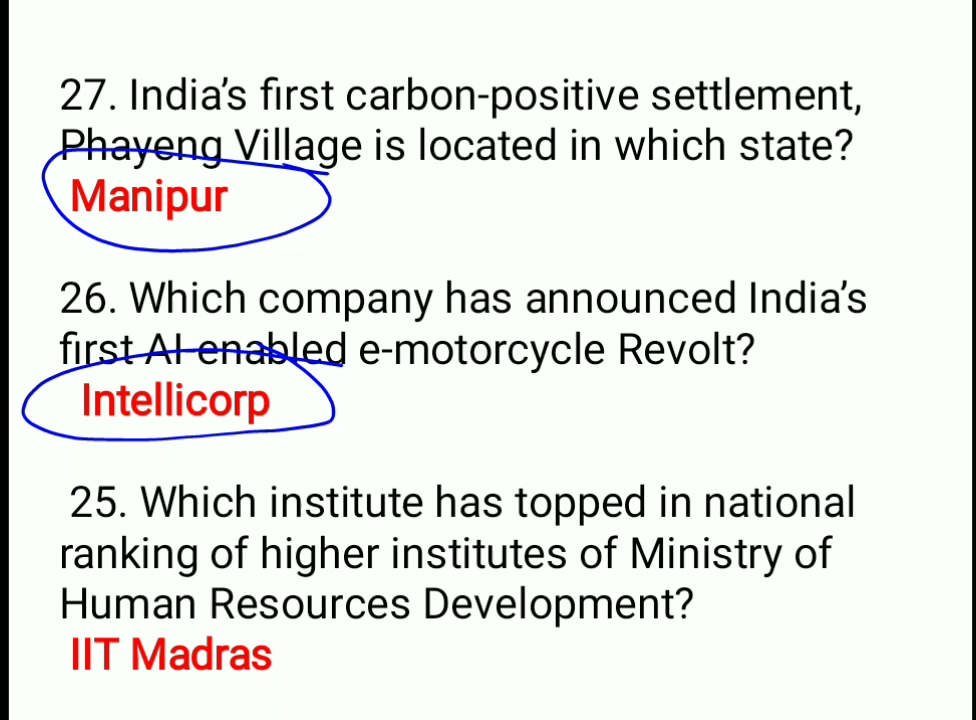 27. India’s first carbon-positive settlement,
Phayeng Village is located in which state?
Manipur
26. Which company has announced India’s
first AI-enabled e-motorcycle Revolt?
Intellicorp
25. Which institute has topped in national
ranking of higher institutes of Ministry of
Human Resources Development?
IIT Madras